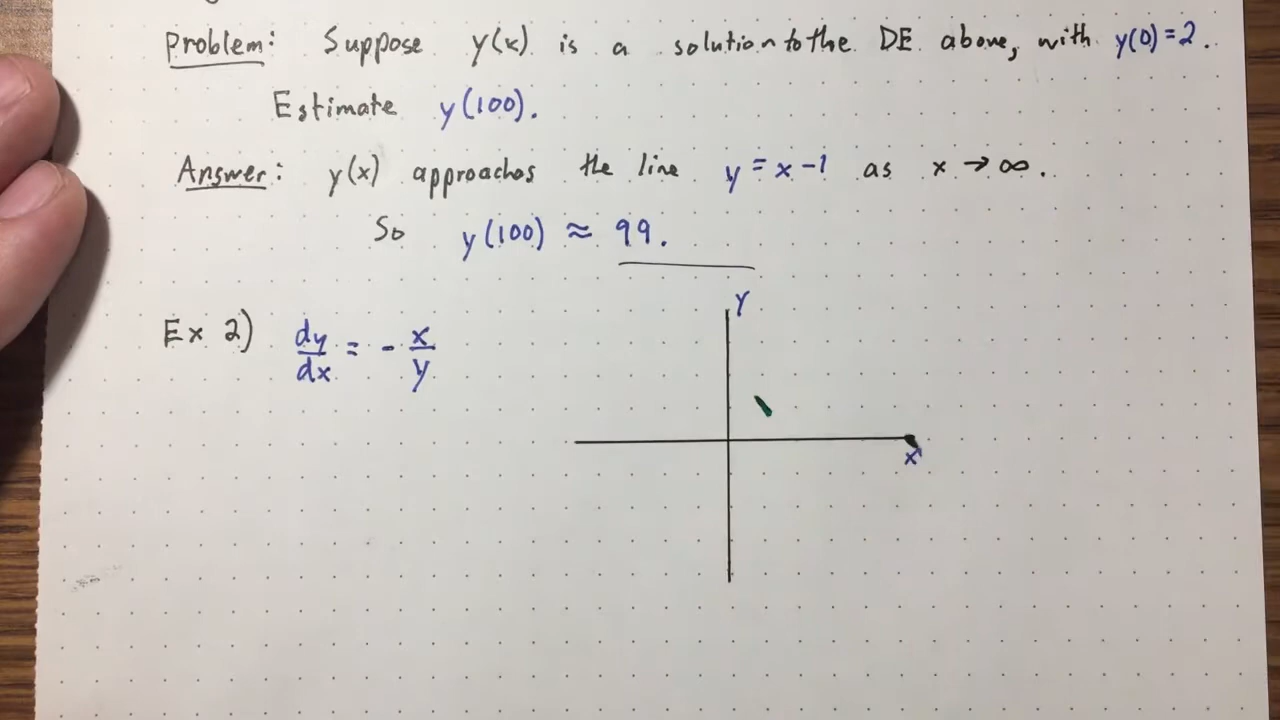 Problem: Suppose y(x) is a solution to the DE above, with y(0)=2.
Estimate y(100).
Answer: y(x) approaches the line y = x-1 as x → ∞.
So y(100) ≈ 99.
Ex 2) dy/dx = - x/y
Y
x